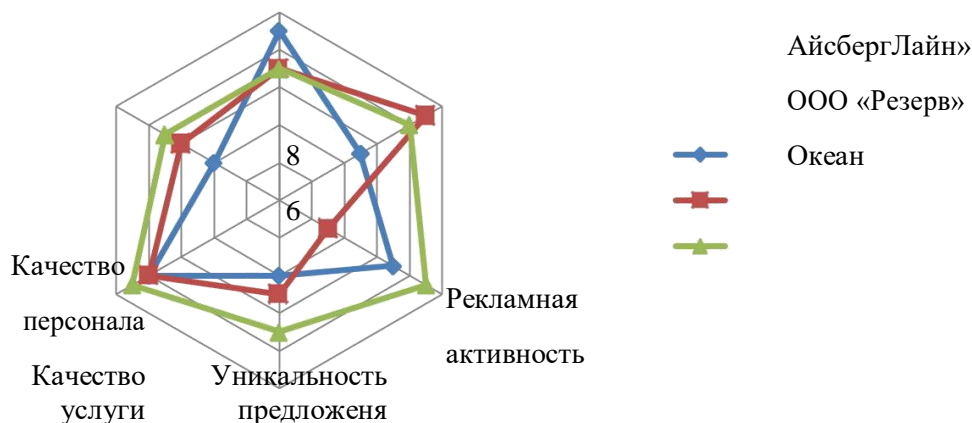 АйсбергЛайн»
ООО «Резерв»
Океан
8
6
Качество
персонала
Рекламная
активность
Качество
услуги
Уникальность
предложеня